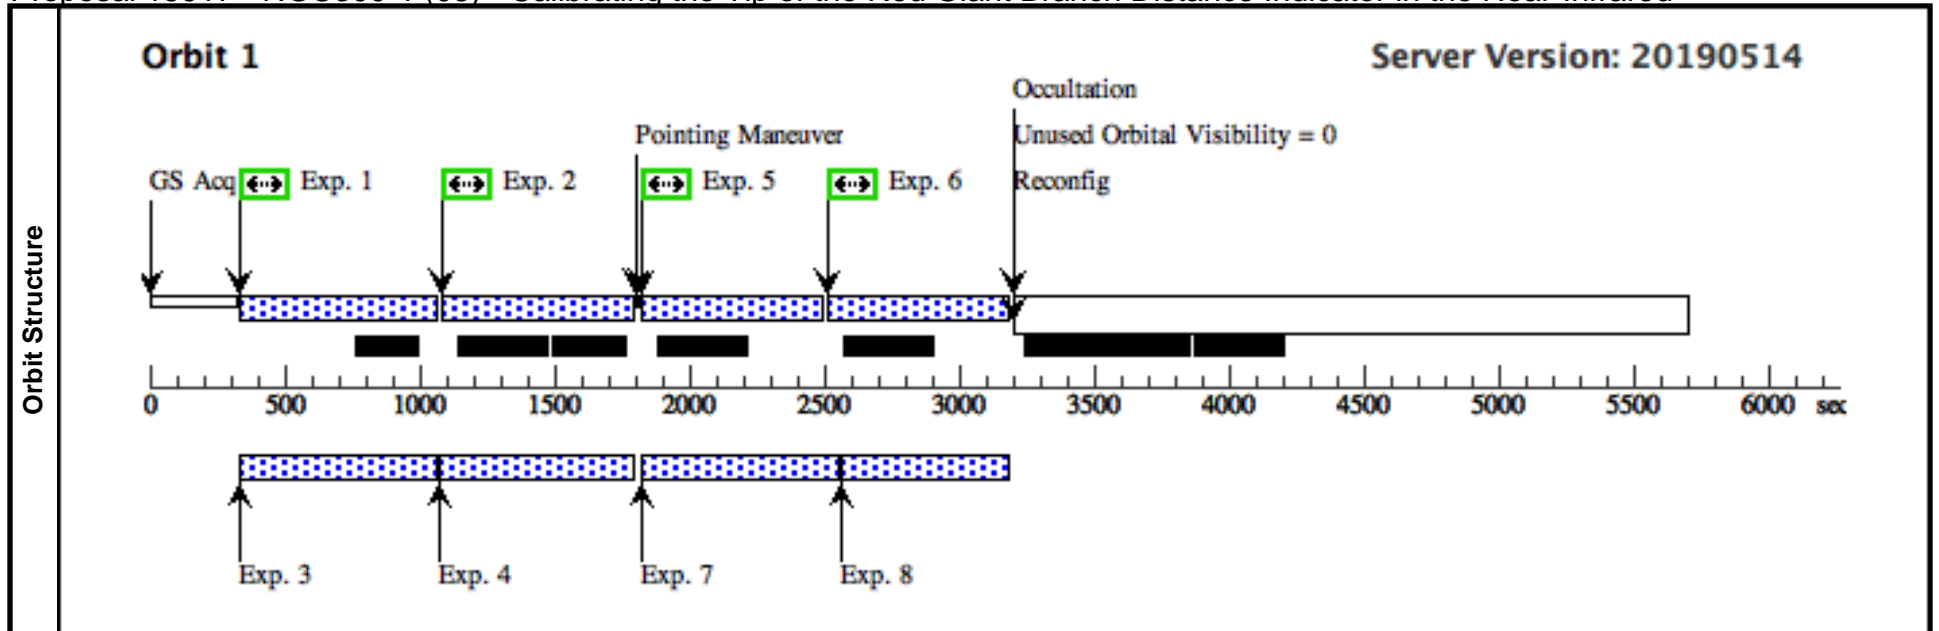 Orbit 1
Server Version: 20190514
Occultation
Pointing Maneuver
Unused Orbital Visibility = 0
GS Acq
Exp. 1
Exp. 2
Exp. 5
Exp. 6
Reconfig
Orbit Structure
0 500 1000 1500 2000 2500 3000 3500 4000 4500 5000 5500 6000 sec
Exp. 3
Exp. 4
Exp. 7
Exp. 8